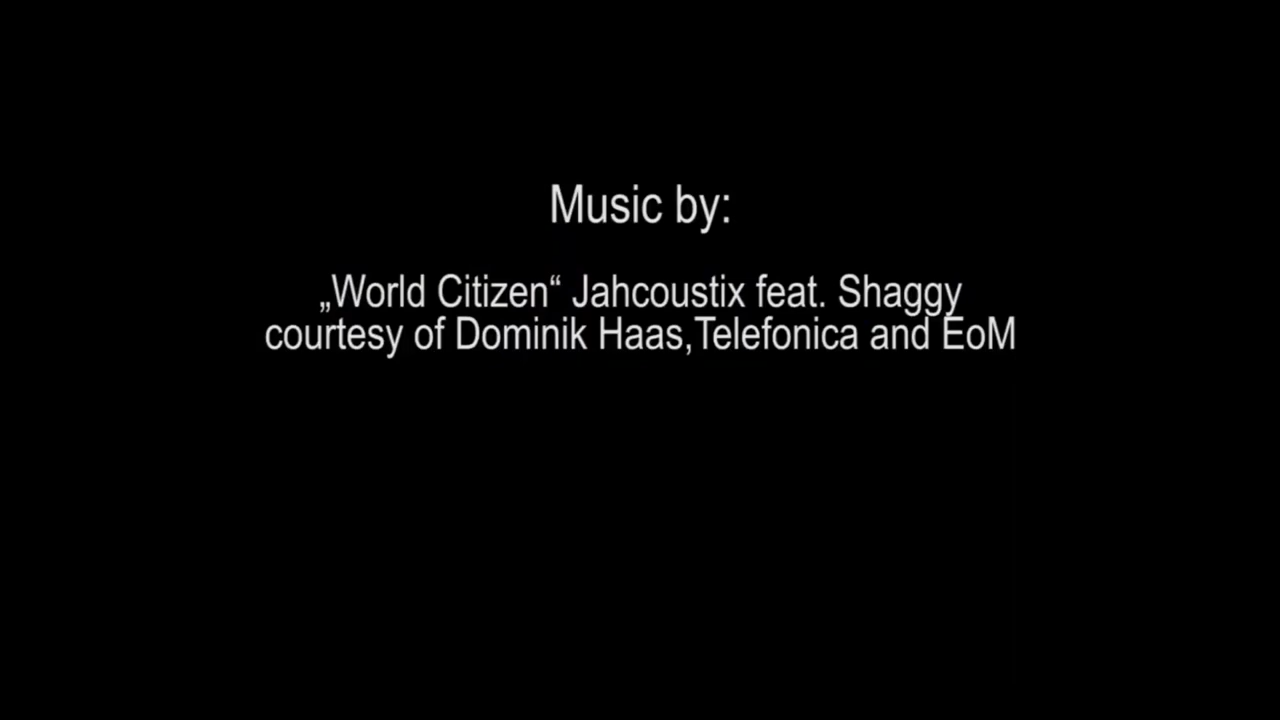 Music by:
„World Citizen“ Jahcoustix feat. Shaggy
courtesy of Dominik Haas,Telefonica and EoM